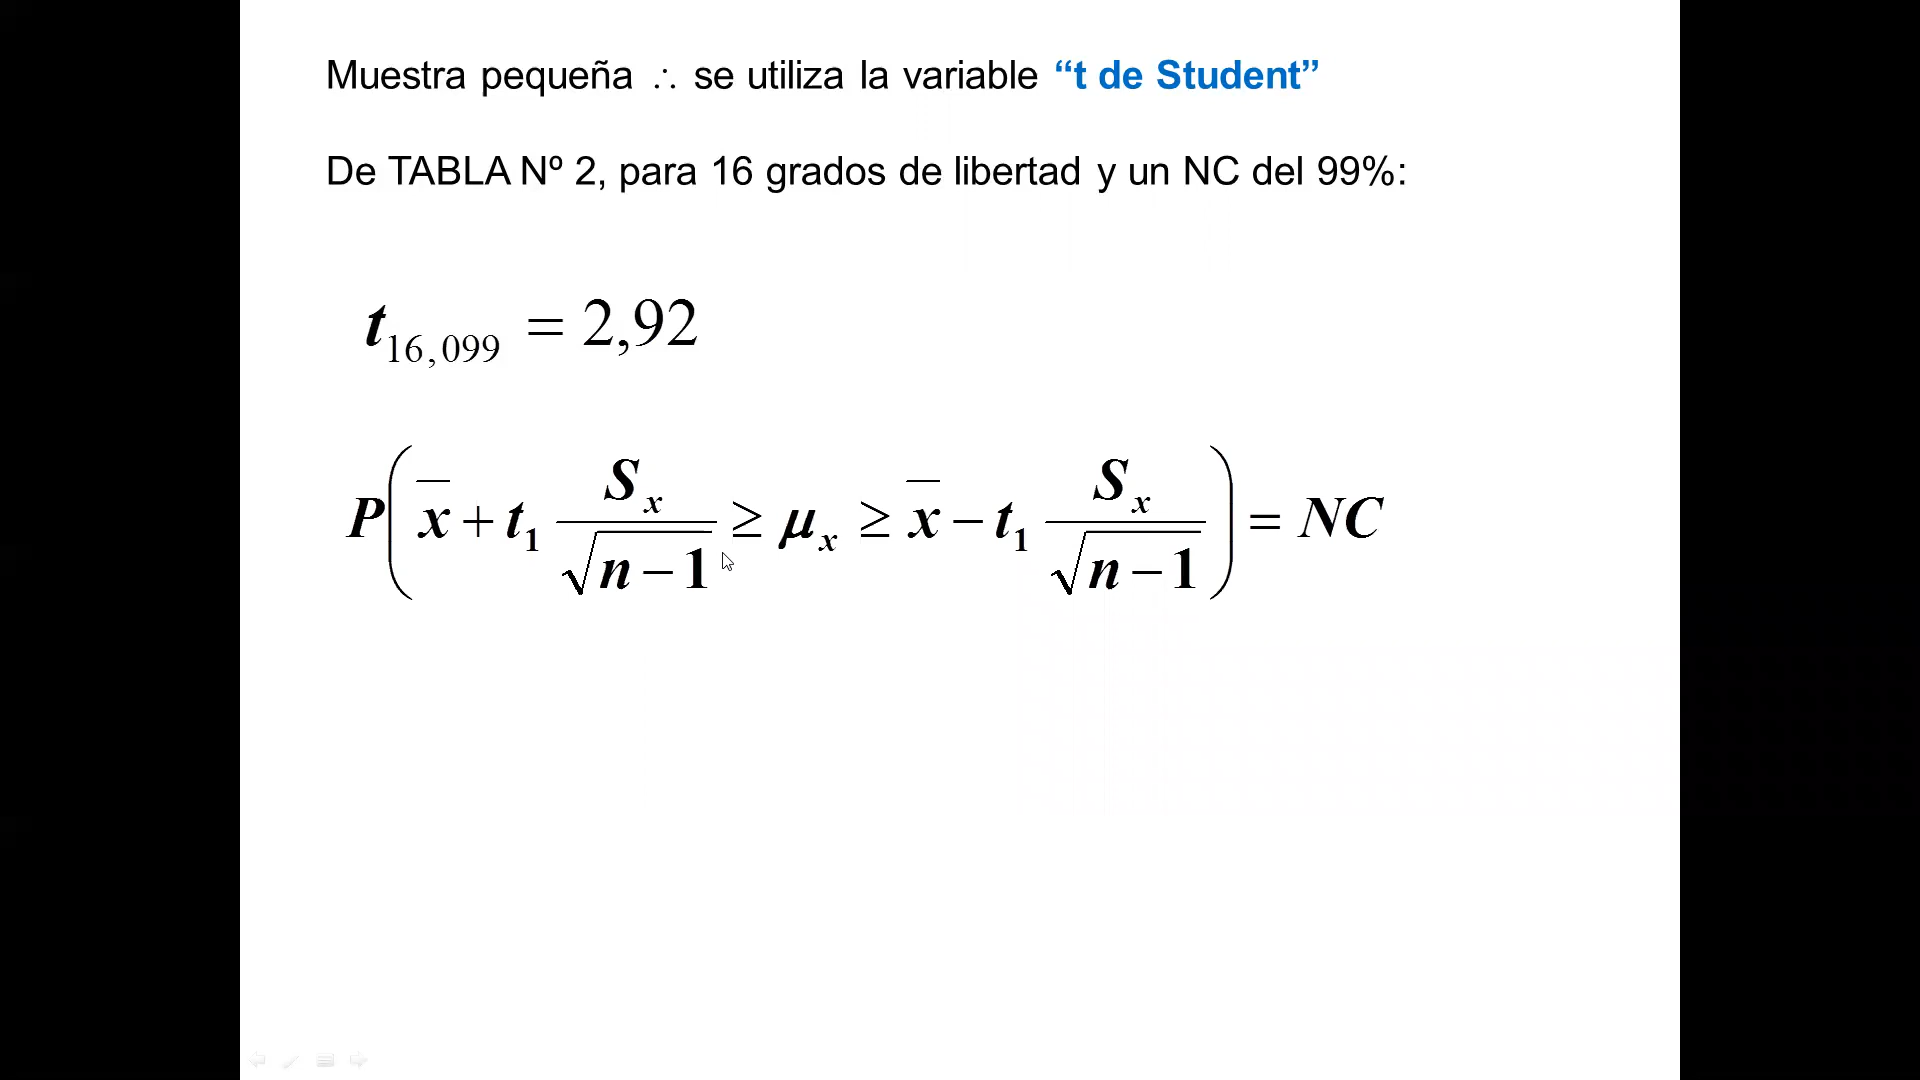 Muestra pequeña ∴ se utiliza la variable “t de Student”
De TABLA Nº 2, para 16 grados de libertad y un NC del 99%:
t₁₆,₀₉₉ = 2,92
P( x̄ + t₁ Sₓ / √(n − 1) ≥ μₓ ≥ x̄ − t₁ Sₓ / √(n − 1) ) = NC